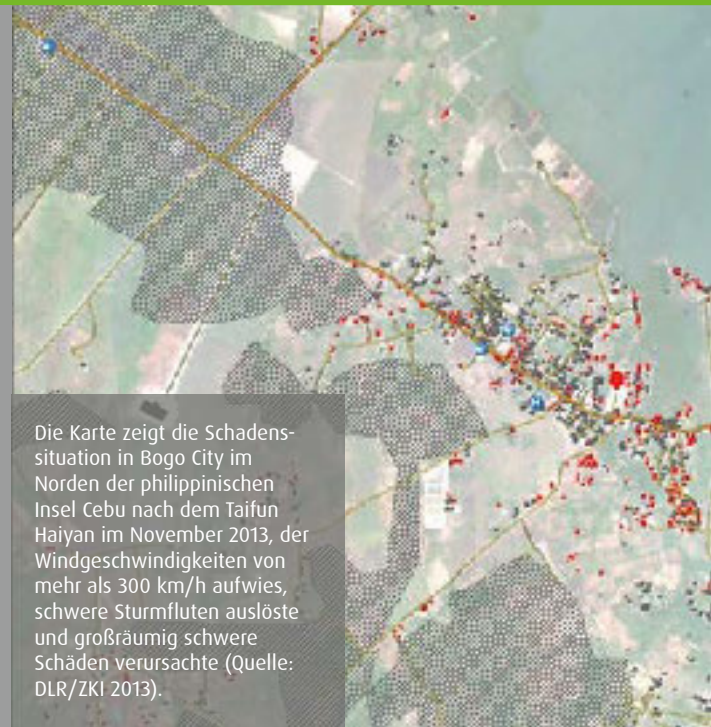 Die Karte zeigt die Schadens-
situation in Bogo City im
Norden der philippinischen
Insel Cebu nach dem Taifun
Haiyan im November 2013, der
Windgeschwindigkeiten von
mehr als 300 km/h aufwies,
schwere Sturmfluten auslöste
und großräumig schwere
Schäden verursachte (Quelle:
DLR/ZKI 2013).